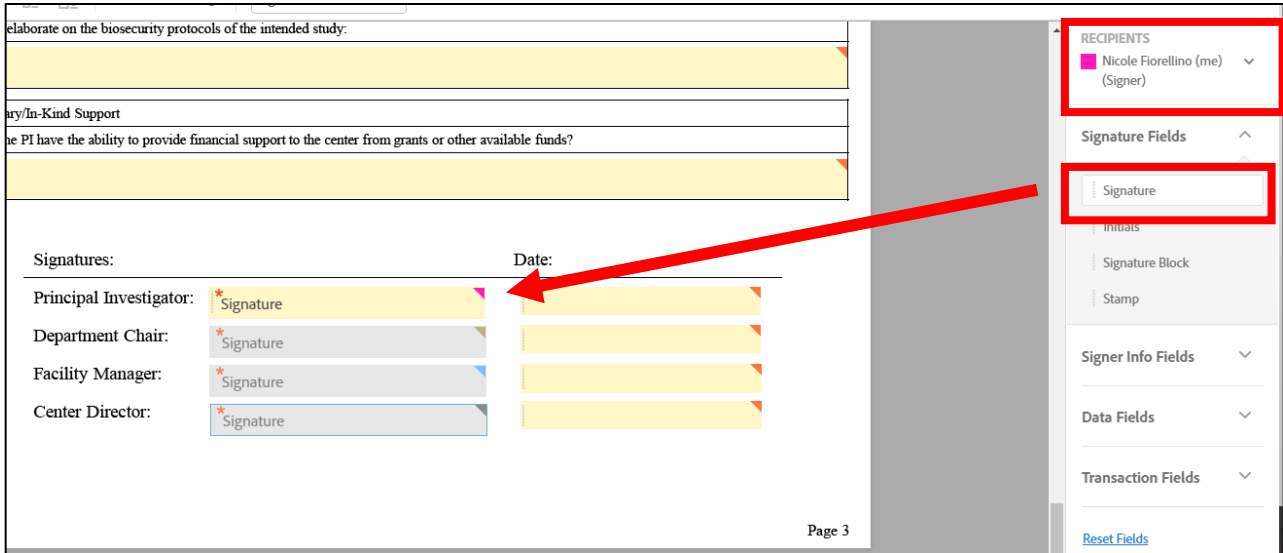 elaborate on the biosecurity protocols of the intended study:
ary/In-Kind Support
he PI have the ability to provide financial support to the center from grants or other available funds?
Signatures:
Date:
Principal Investigator:
*Signature
Department Chair:
*Signature
Facility Manager:
*Signature
Center Director:
*Signature
Page 3
RECIPIENTS
Nicole Fiorellino (me)
(Signer)
Signature Fields
Signature
Initials
Signature Block
Stamp
Signer Info Fields
Data Fields
Transaction Fields
Reset Fields